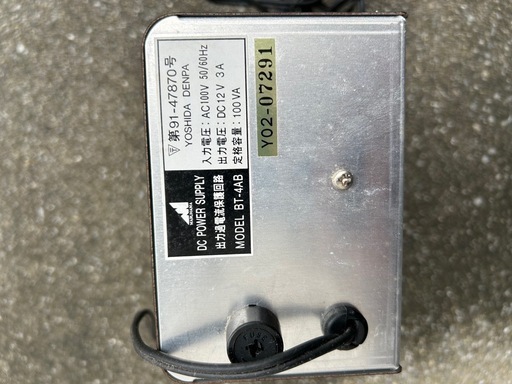 DC POWER SUPPLY
出力過電流保護回路
MODEL BT-4AB
第91-47870号
YOSHIDA DENPA
入力電圧: AC100V 50/60Hz
出力電圧: DC12V 3A
定格容量: 100VA
Y02-07291